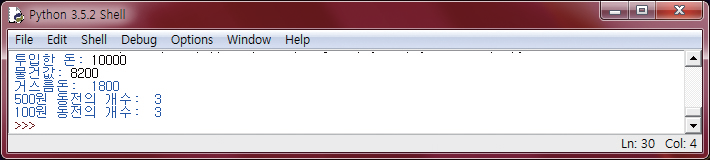 Python 3.5.2 Shell
File Edit Shell Debug Options Window Help
투입한 돈: 10000
물건값: 8200
거스름돈:  1800
500원 동전의 개수:  3
100원 동전의 개수:  3
>>>
Ln: 30 Col: 4